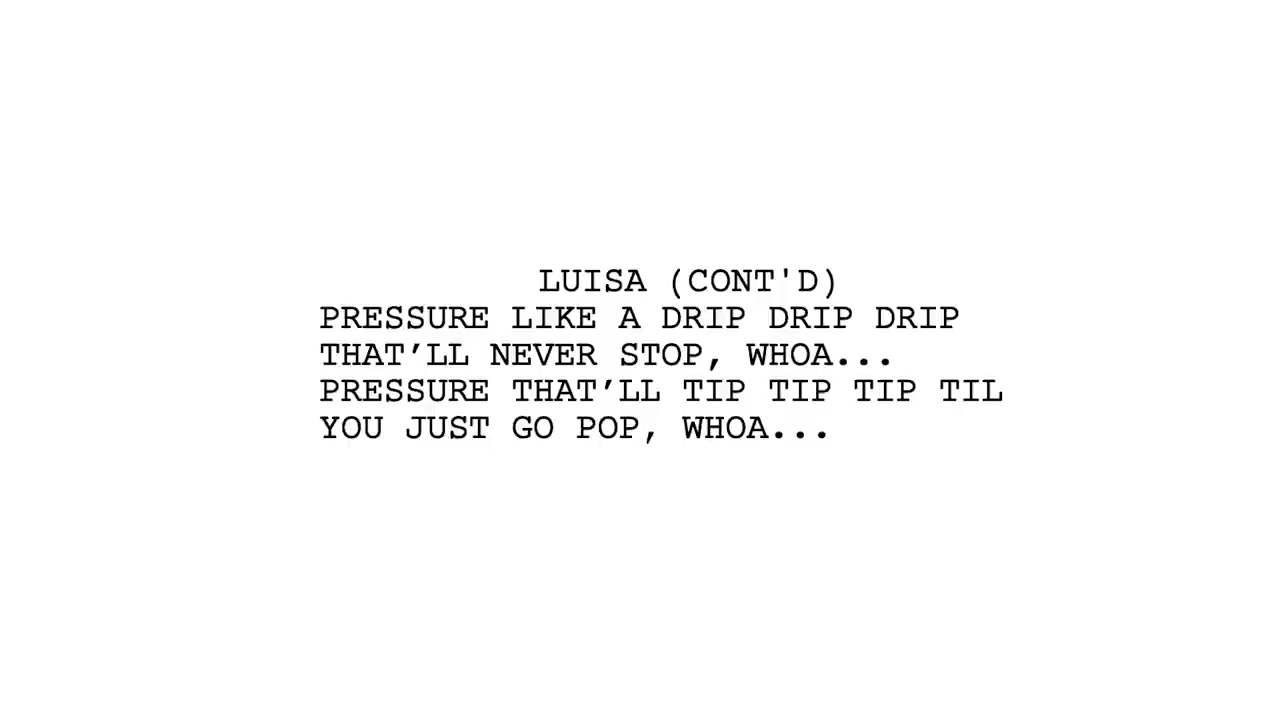 LUISA (CONT'D)
PRESSURE LIKE A DRIP DRIP DRIP
THAT’LL NEVER STOP, WHOA...
PRESSURE THAT’LL TIP TIP TIP TIL
YOU JUST GO POP, WHOA...